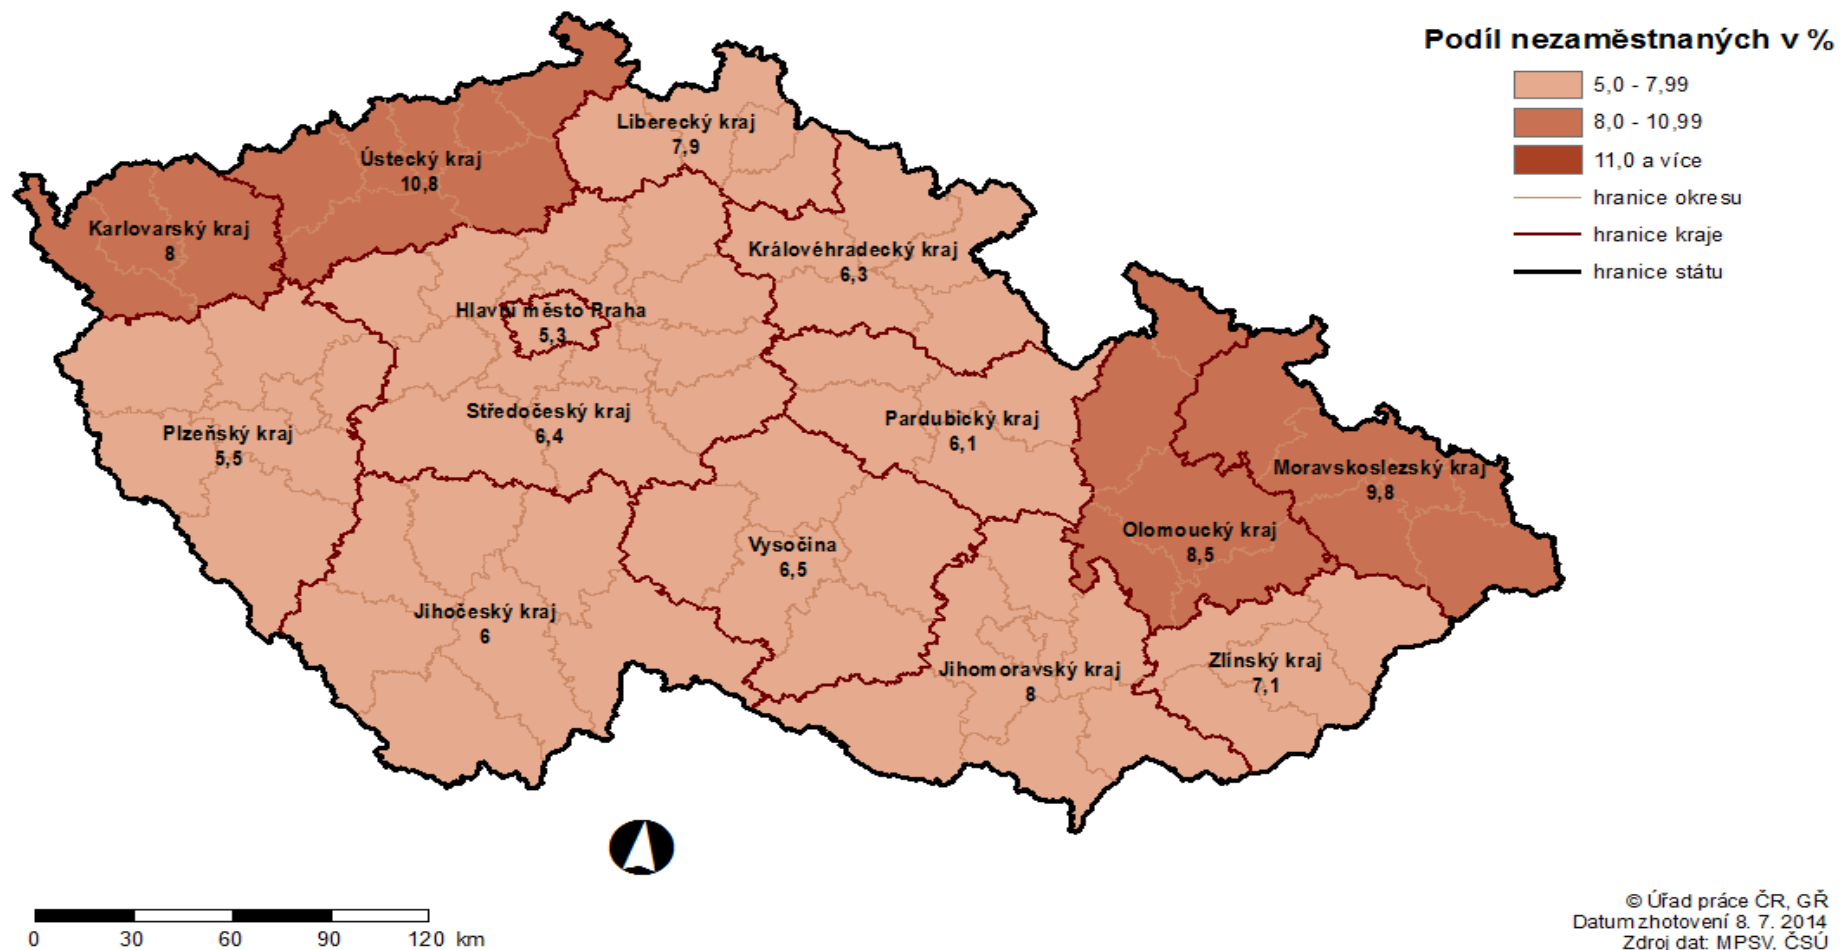 Podíl nezaměstnaných v %
5,0 - 7,99
8,0 - 10,99
11,0 a více
hranice okresu
hranice kraje
hranice státu
Liberecký kraj
7,9
Ústecký kraj
10,8
Karlovarský kraj
8
Královéhradecký kraj
6,3
Hlavní město Praha
5,3
Středočeský kraj
6,4
Pardubický kraj
6,1
Plzeňský kraj
5,5
Moravskoslezský kraj
9,8
Olomoucký kraj
8,5
Vysočina
6,5
Jihočeský kraj
6
Jihomoravský kraj
8
Zlínský kraj
7,1
0 30 60 90 120 km
© Úřad práce ČR, GŘ
Datum zhotovení 8. 7. 2014
Zdroj dat: MPSV, ČSÚ